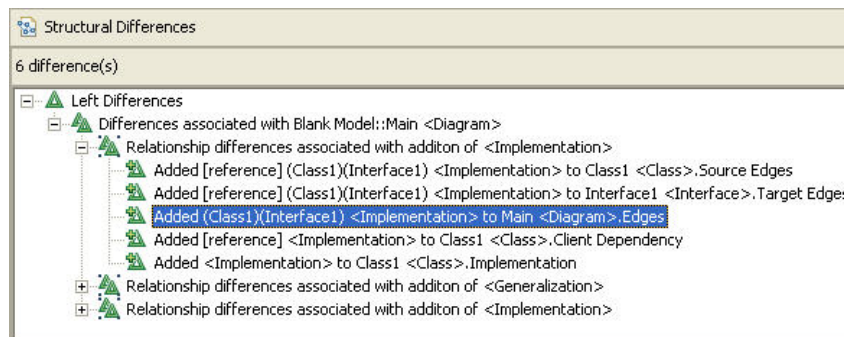 Structural Differences
6 difference(s)
Left Differences
Differences associated with Blank Model::Main <Diagram>
Relationship differences associated with additon of <Implementation>
Added [reference] (Class1)(Interface1) <Implementation> to Class1 <Class>.Source Edges
Added [reference] (Class1)(Interface1) <Implementation> to Interface1 <Interface>.Target Edges
Added (Class1)(Interface1) <Implementation> to Main <Diagram>.Edges
Added [reference] <Implementation> to Class1 <Class>.Client Dependency
Added <Implementation> to Class1 <Class>.Implementation
Relationship differences associated with additon of <Generalization>
Relationship differences associated with additon of <Implementation>